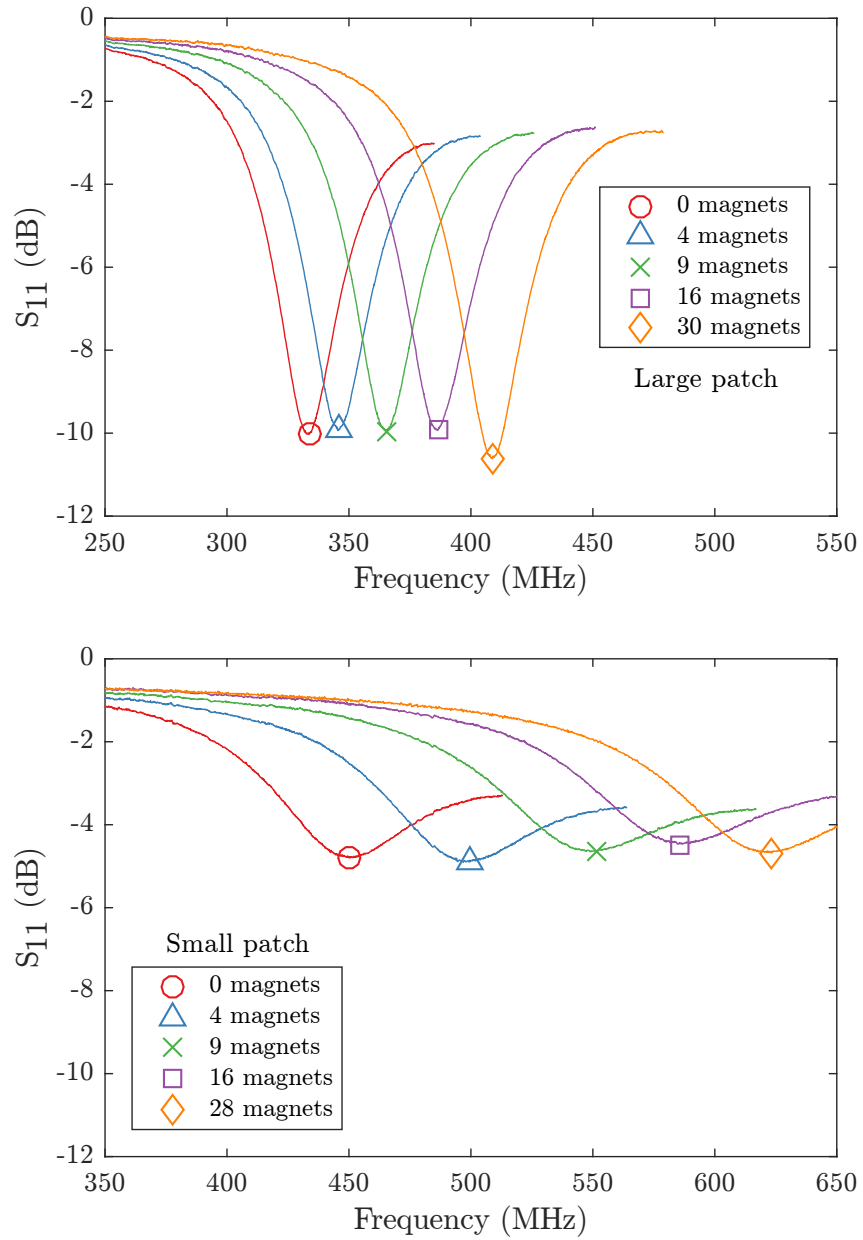 0
-2
-4
-6
-8
-10
-12
S11 (dB)
250 300 350 400 450 500 550
Frequency (MHz)
0 magnets
4 magnets
9 magnets
16 magnets
30 magnets
Large patch
0
-2
-4
-6
-8
-10
-12
S11 (dB)
Small patch
0 magnets
4 magnets
9 magnets
16 magnets
28 magnets
350 400 450 500 550 600 650
Frequency (MHz)